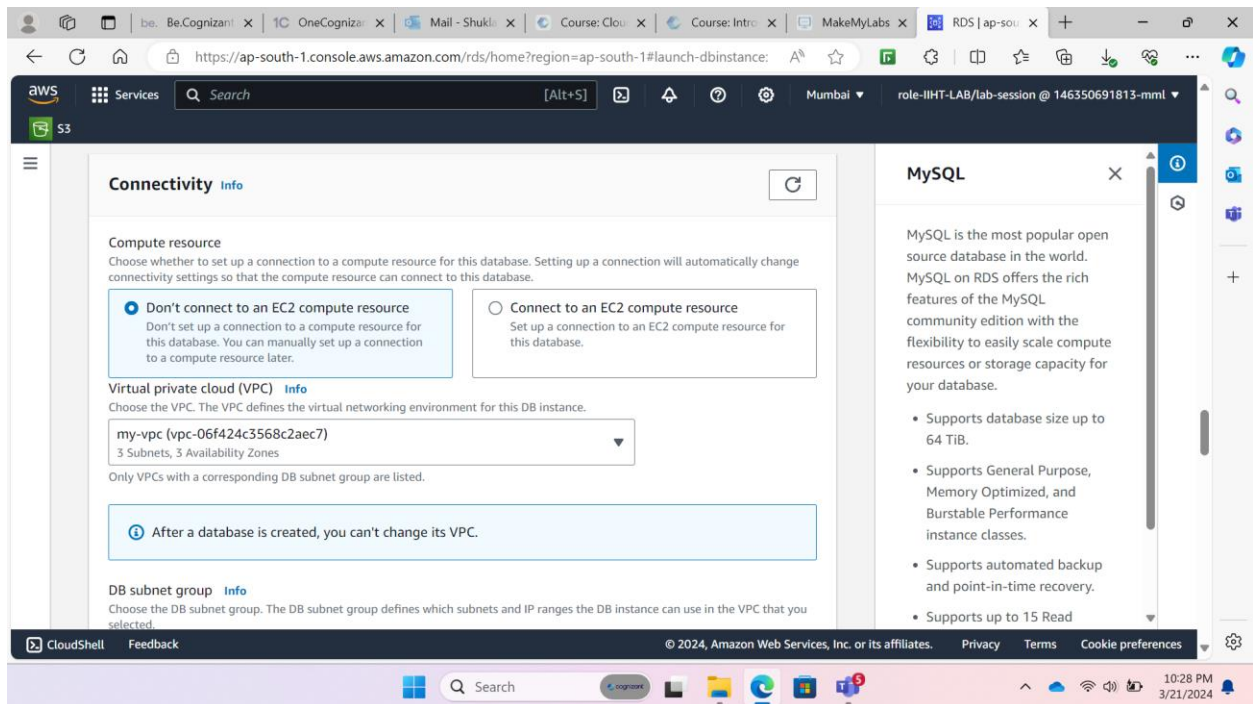 be. Be.Cognizant
1C OneCogniza
Mail - Shukl
Course: Clou
Course: Intro
MakeMyLabs
RDS | ap-sou
https://ap-south-1.console.aws.amazon.com/rds/home?region=ap-south-1#launch-dbinstance:
aws
Services
Search
[Alt+S]
Mumbai
role-IIHT-LAB/lab-session @ 146350691813-mml
S3
Connectivity Info
Compute resource
Choose whether to set up a connection to a compute resource for this database. Setting up a connection will automatically change
connectivity settings so that the compute resource can connect to this database.
Don't connect to an EC2 compute resource
Don't set up a connection to a compute resource for
this database. You can manually set up a connection
to a compute resource later.
Connect to an EC2 compute resource
Set up a connection to an EC2 compute resource for
this database.
Virtual private cloud (VPC) Info
Choose the VPC. The VPC defines the virtual networking environment for this DB instance.
my-vpc (vpc-06f424c3568c2aec7)
3 Subnets, 3 Availability Zones
Only VPCs with a corresponding DB subnet group are listed.
After a database is created, you can't change its VPC.
DB subnet group Info
Choose the DB subnet group. The DB subnet group defines which subnets and IP ranges the DB instance can use in the VPC that you
selected.
MySQL
MySQL is the most popular open
source database in the world.
MySQL on RDS offers the rich
features of the MySQL
community edition with the
flexibility to easily scale compute
resources or storage capacity for
your database.
• Supports database size up to
64 TiB.
• Supports General Purpose,
Memory Optimized, and
Burstable Performance
instance classes.
• Supports automated backup
and point-in-time recovery.
• Supports up to 15 Read
CloudShell
Feedback
© 2024, Amazon Web Services, Inc. or its affiliates.
Privacy
Terms
Cookie preferences
Search
cognizant
5
10:28 PM
3/21/2024